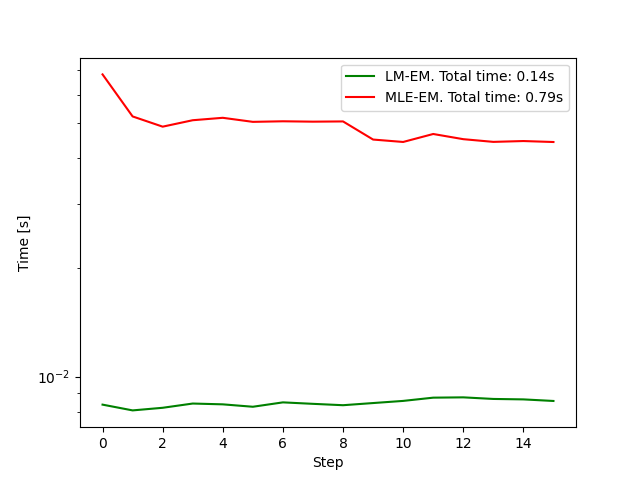 LM-EM. Total time: 0.14s
MLE-EM. Total time: 0.79s
Time [s]
10⁻²
0 2 4 6 8 10 12 14
Step